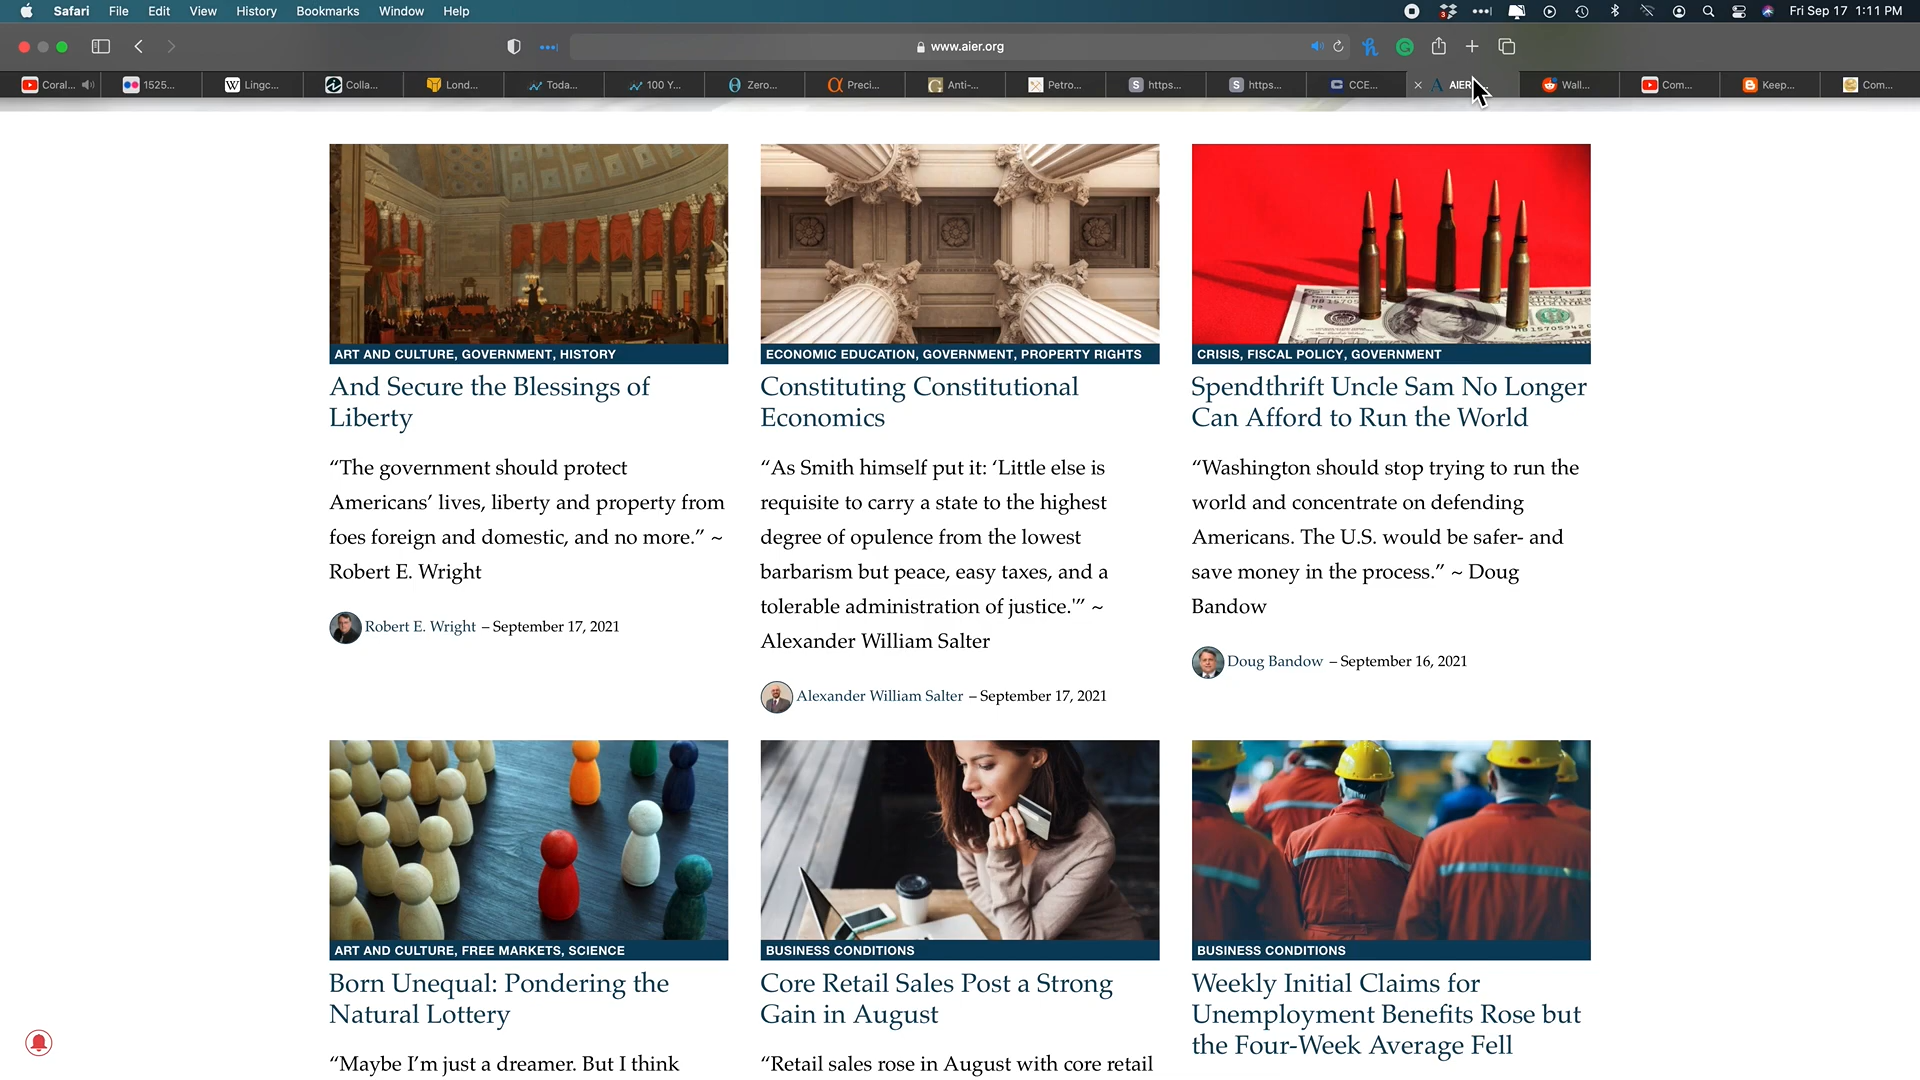 Safari File Edit View History Bookmarks Window Help
3
Fri Sep 17 1:11 PM
www.aier.org
Coral... 1525... Lingc... Colla... Lond... Toda... 100 Y... Zero... Preci... Anti-... Petro... https... https... CCE... AIER Wall... Com... Keep... Com...
ART AND CULTURE, GOVERNMENT, HISTORY
And Secure the Blessings of
Liberty
“The government should protect
Americans’ lives, liberty and property from
foes foreign and domestic, and no more.” ~
Robert E. Wright
Robert E. Wright – September 17, 2021
ECONOMIC EDUCATION, GOVERNMENT, PROPERTY RIGHTS
Constituting Constitutional
Economics
“As Smith himself put it: ‘Little else is
requisite to carry a state to the highest
degree of opulence from the lowest
barbarism but peace, easy taxes, and a
tolerable administration of justice.'” ~
Alexander William Salter
Alexander William Salter – September 17, 2021
CRISIS, FISCAL POLICY, GOVERNMENT
Spendthrift Uncle Sam No Longer
Can Afford to Run the World
“Washington should stop trying to run the
world and concentrate on defending
Americans. The U.S. would be safer- and
save money in the process.” ~ Doug
Bandow
Doug Bandow – September 16, 2021
ART AND CULTURE, FREE MARKETS, SCIENCE
Born Unequal: Pondering the
Natural Lottery
“Maybe I’m just a dreamer. But I think
BUSINESS CONDITIONS
Core Retail Sales Post a Strong
Gain in August
“Retail sales rose in August with core retail
BUSINESS CONDITIONS
Weekly Initial Claims for
Unemployment Benefits Rose but
the Four-Week Average Fell